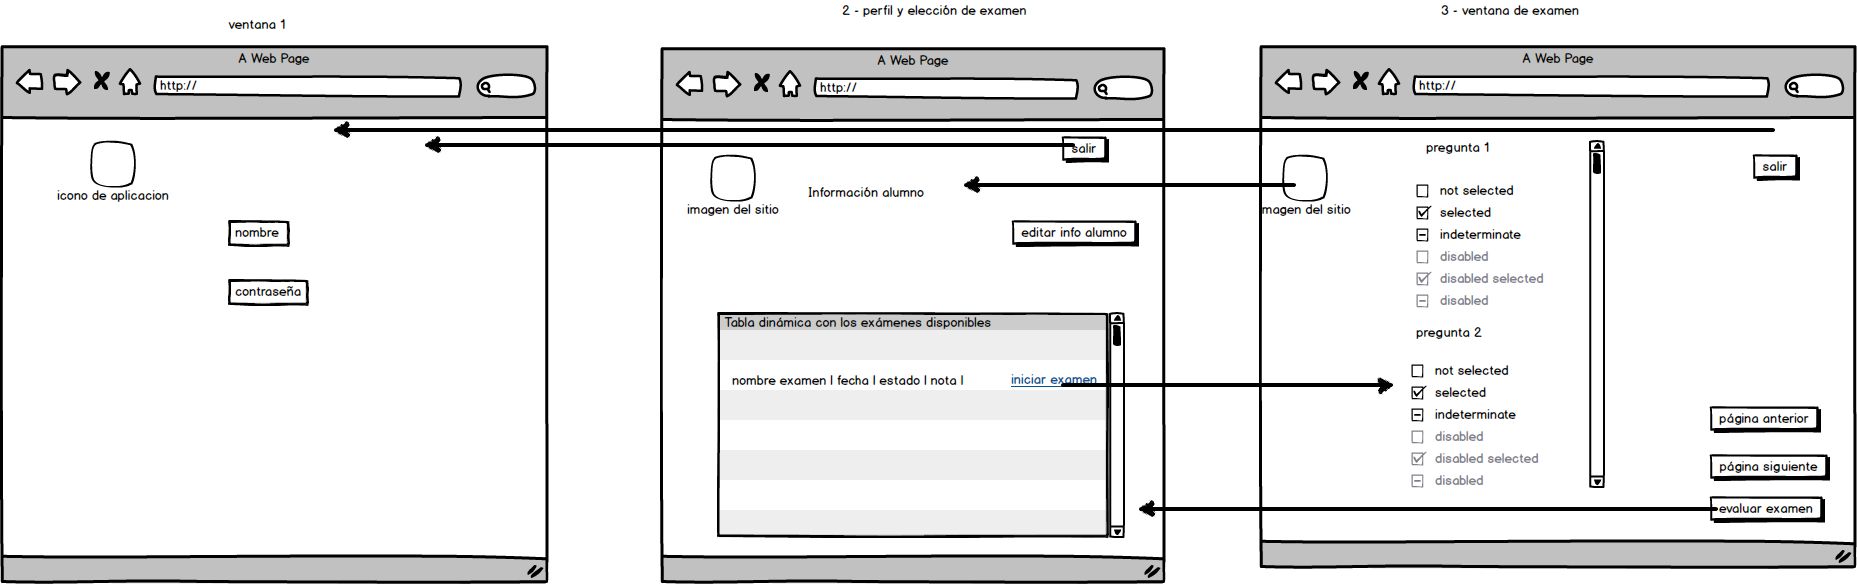 ventana 1
A Web Page
http://
icono de aplicacion
nombre
contraseña
2 - perfil y elección de examen
A Web Page
http://
salir
imagen del sitio
Información alumno
editar info alumno
Tabla dinámica con los exámenes disponibles
nombre examen | fecha | estado | nota |
iniciar examen
3 - ventana de examen
A Web Page
http://
salir
magen del sitio
pregunta 1
not selected
selected
indeterminate
disabled
disabled selected
disabled
pregunta 2
not selected
selected
indeterminate
disabled
disabled selected
disabled
página anterior
página siguiente
evaluar examen